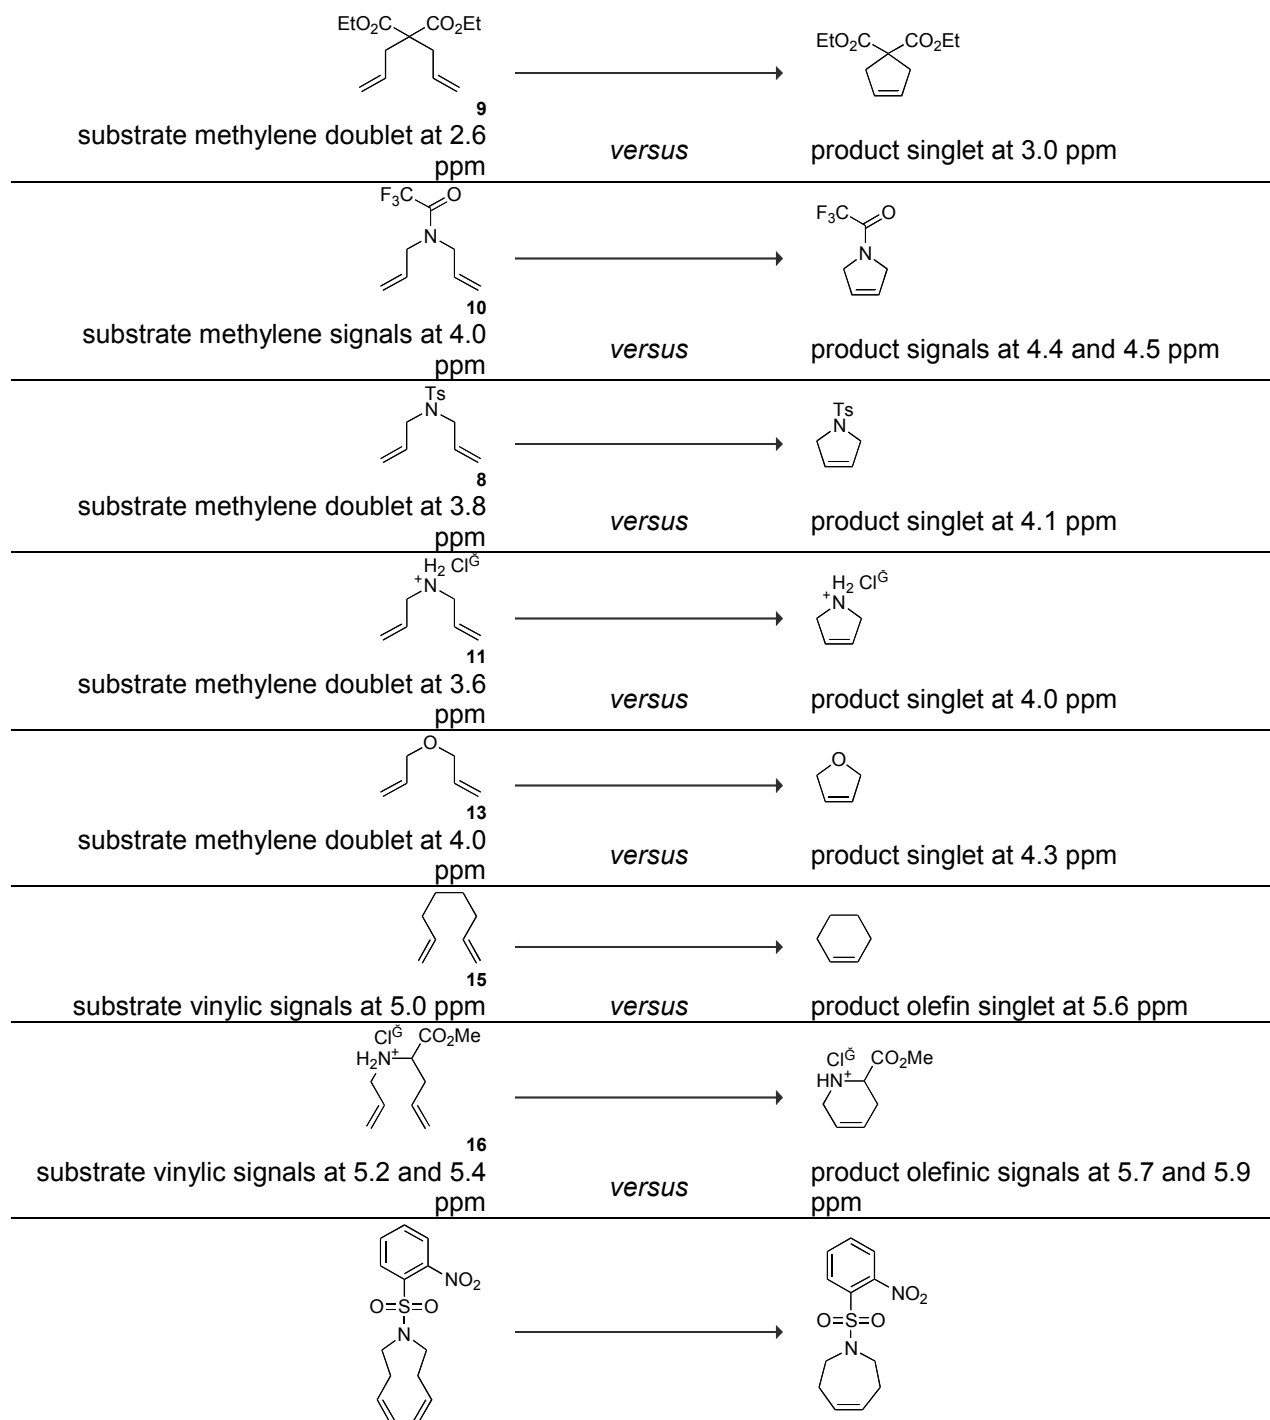 EtO2C CO2Et
EtO2C CO2Et
9
substrate methylene doublet at 2.6
ppm
versus
product singlet at 3.0 ppm
F3C O
N
F3C O
N
10
substrate methylene signals at 4.0
ppm
versus
product signals at 4.4 and 4.5 ppm
Ts
N
Ts
N
8
substrate methylene doublet at 3.8
ppm
versus
product singlet at 4.1 ppm
H2 ClĞ
+N
H2 ClĞ
+N
11
substrate methylene doublet at 3.6
ppm
versus
product singlet at 4.0 ppm
O
O
13
substrate methylene doublet at 4.0
ppm
versus
product singlet at 4.3 ppm
15
substrate vinylic signals at 5.0 ppm
versus
product olefin singlet at 5.6 ppm
ClĞ CO2Me
H2N+
ClĞ CO2Me
HN+
16
substrate vinylic signals at 5.2 and 5.4
ppm
versus
product olefinic signals at 5.7 and 5.9
ppm
NO2
O=S=O
N
NO2
O=S=O
N